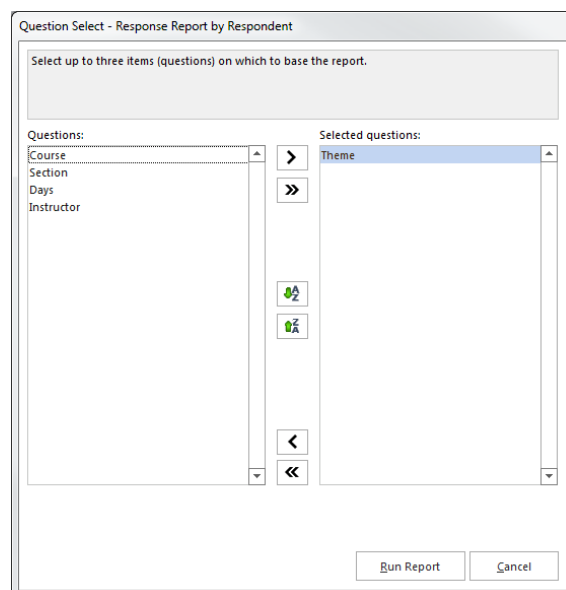 Question Select - Response Report by Respondent
Select up to three items (questions) on which to base the report.
Questions:
Selected questions:
Course
Section
Days
Instructor
Theme
A
Z
Z
A
Run Report
Cancel